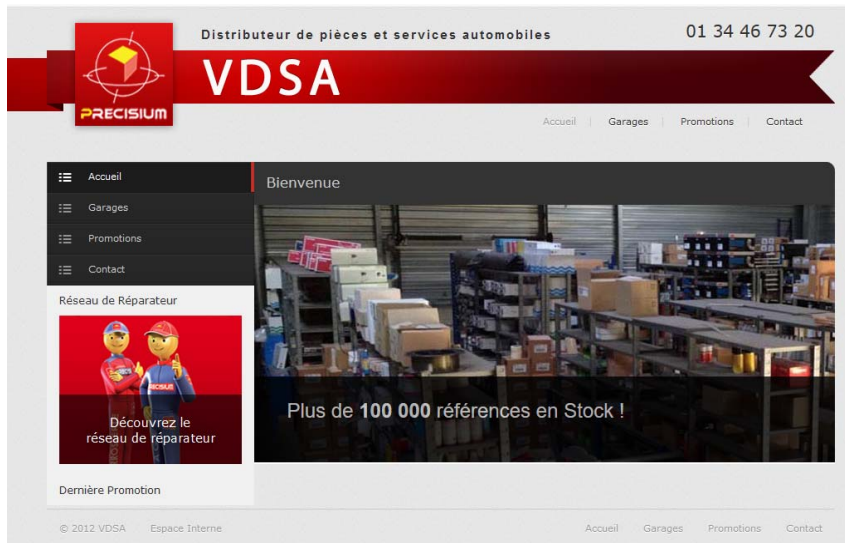 Distributeur de pièces et services automobiles
01 34 46 73 20
VDSA
PRECISIUM
Accueil | Garages | Promotions | Contact
Accueil
Bienvenue
Garages
Promotions
Contact
Réseau de Réparateur
PRECISIUM
Découvrez le
réseau de réparateur
Plus de 100 000 références en Stock !
Dernière Promotion
© 2012 VDSA Espace Interne
Accueil Garages Promotions Contact